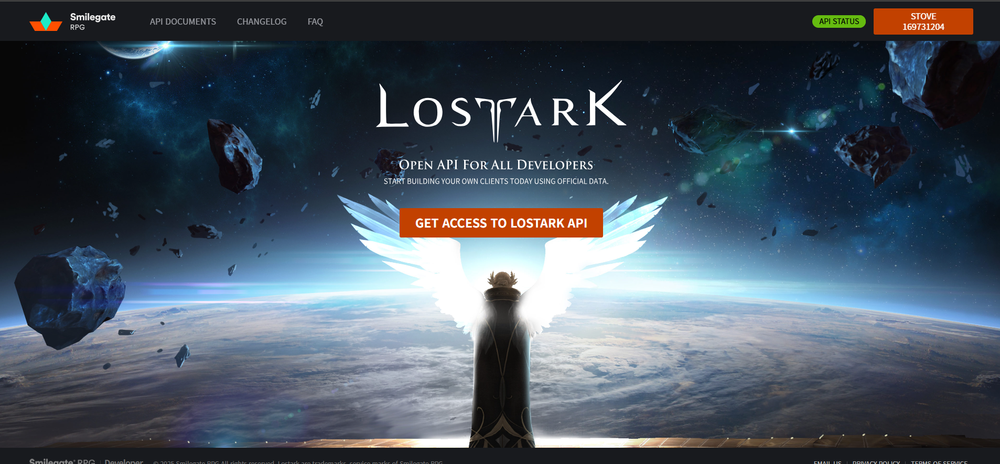 Smilegate
RPG
API DOCUMENTS
CHANGELOG
FAQ
API STATUS
STOVE
169731204
LOSTARK
OPEN API FOR ALL DEVELOPERS
START BUILDING YOUR OWN CLIENTS TODAY USING OFFICIAL DATA.
GET ACCESS TO LOSTARK API
Smilegate RPG | Developer
© 2025 Smilegate RPG All rights reserved. Lostark are trademarks, service marks of Smilegate RPG
EMAIL US | PRIVACY POLICY | TERMS OF SERVICE